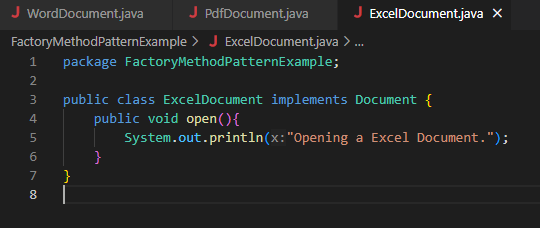 WordDocument.java PdfDocument.java ExcelDocument.java ×
FactoryMethodPatternExample > ExcelDocument.java > ...
1 package FactoryMethodPatternExample;
2
3 public class ExcelDocument implements Document {
4 public void open(){
5 System.out.println(x:"Opening a Excel Document.");
6 }
7 }
8